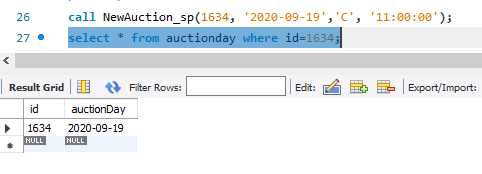 26 call NewAuction_sp(1634, '2020-09-19','C', '11:00:00');
27 select * from auctionday where id=1634;
Result Grid Filter Rows: Edit: Export/Import:
id auctionDay
1634 2020-09-19
NULL NULL